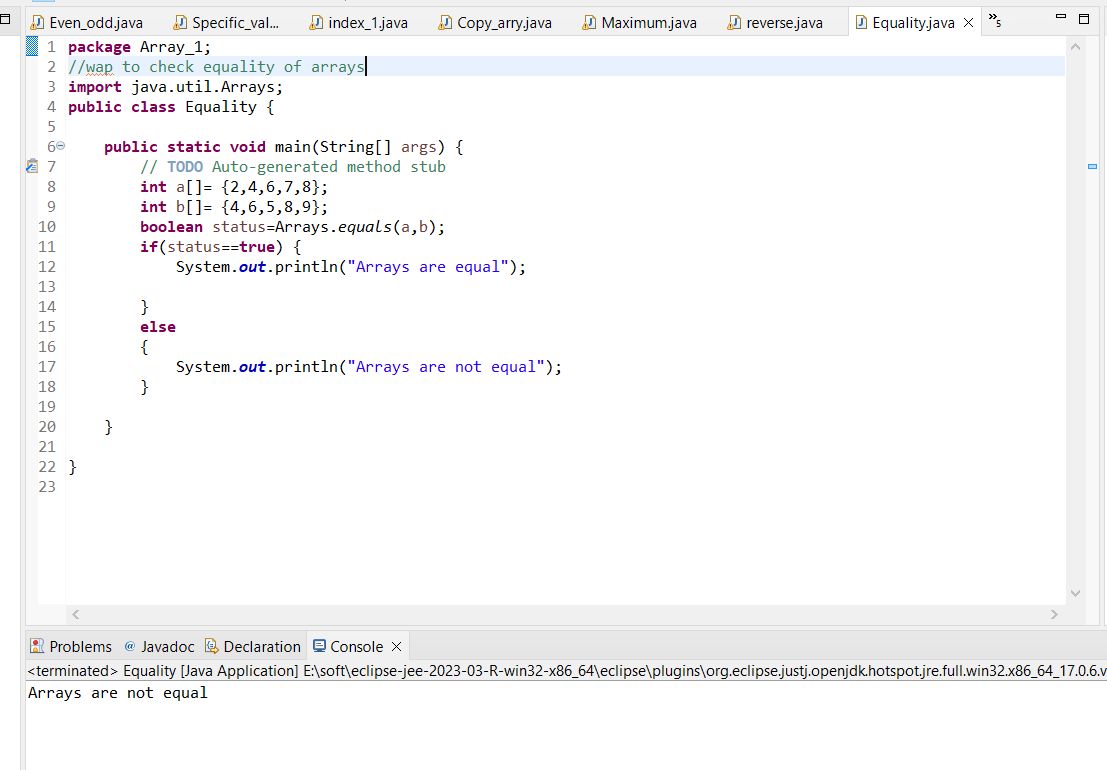 Even_odd.java Specific_val... index_1.java Copy_arry.java Maximum.java reverse.java Equality.java »5
1 package Array_1;
2 //wap to check equality of arrays
3 import java.util.Arrays;
4 public class Equality {
5
6 public static void main(String[] args) {
7 // TODO Auto-generated method stub
8 int a[]= {2,4,6,7,8};
9 int b[]= {4,6,5,8,9};
10 boolean status=Arrays.equals(a,b);
11 if(status==true) {
12 System.out.println("Arrays are equal");
13
14 }
15 else
16 {
17 System.out.println("Arrays are not equal");
18 }
19
20 }
21
22 }
23
Problems @ Javadoc Declaration Console
<terminated> Equality [Java Application] E:\soft\eclipse-jee-2023-03-R-win32-x86_64\eclipse\plugins\org.eclipse.justj.openjdk.hotspot.jre.full.win32.x86_64_17.0.6.v
Arrays are not equal